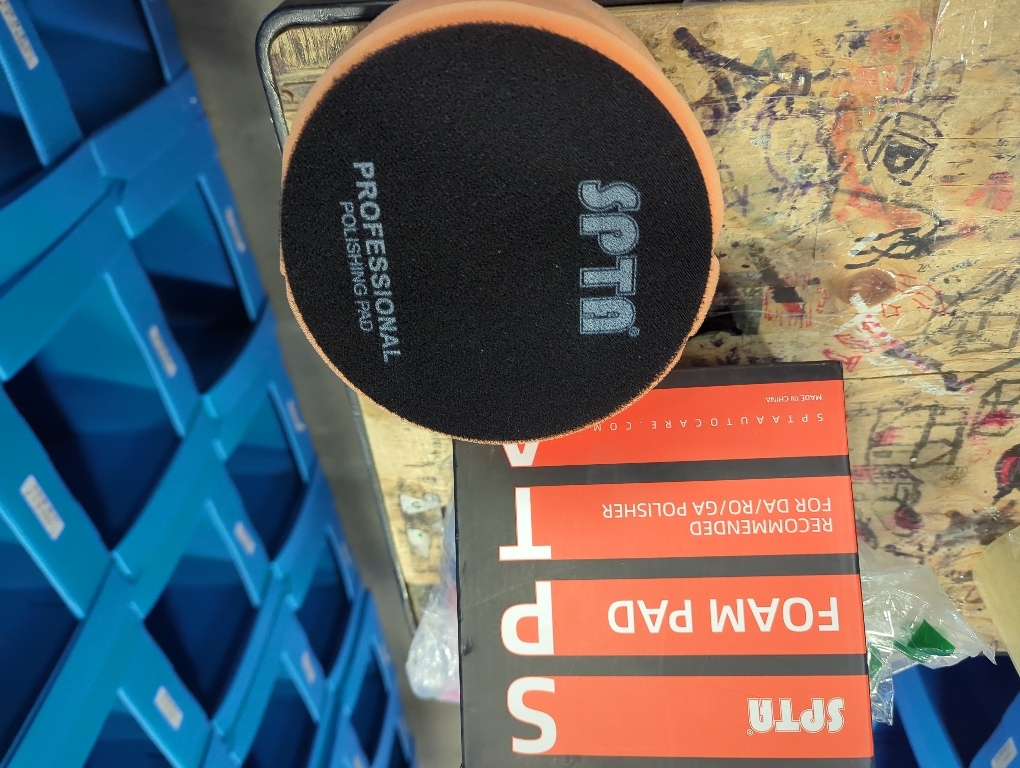 SPTA
PROFESSIONAL
POLISHING PAD
SPTA
FOAM PAD
RECOMMENDED
FOR DA/RO/GA POLISHER
SPTAAUTOCARE.COM
MADE IN CHINA
SPTA